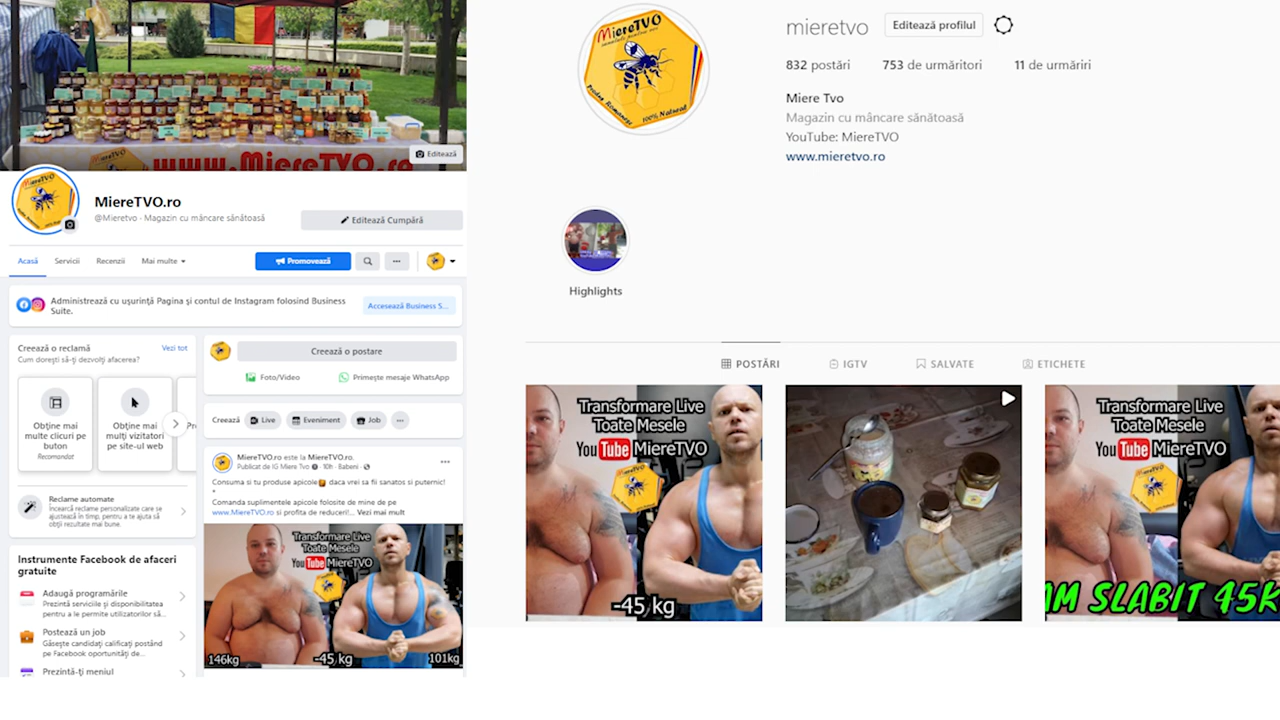 www.MiereTVO.ro
Editează
MiereTVO
MiereTVO.ro
@Mieretvo · Magazin cu mâncare sănătoasă
Editează Cumpără
Acasă
Servicii
Recenzii
Mai multe
Promovează
Administrează cu ușurință Pagina și contul de Instagram folosind Business
Suite.
Accesează Business S...
Creează o reclamă
Vezi tot
Cum dorești să-ți dezvolți afacerea?
Obține mai
multe clicuri pe
buton
Recomandat
Obține mai
mulți vizitatori
pe site-ul web
Reclame automate
Încearcă reclame personalizate care se
ajustează în timp, pentru a te ajuta să
obții rezultate mai bune.
Instrumente Facebook de afaceri
gratuite
Adaugă programările
Prezintă serviciile și disponibilitatea
pentru a le permite utilizatorilor să...
Postează un job
Găsește candidați calificați postând
pe Facebook oportunități de...
Prezintă-ți meniul
Creează o postare
Foto/Video
Primește mesaje WhatsApp
Creează
Live
Eveniment
Job
MiereTVO.ro este la MiereTVO.ro.
Publicat de IG Miere Tvo · 10h · Babeni ·
Consuma si tu produse apicole daca vrei sa fii sanatos si puternic!
*
Comanda suplimentele apicole folosite de mine de pe
www.MiereTVO.ro si profita de reduceri!... Vezi mai mult
Transformare Live
Toate Mesele
YouTube MiereTVO
146kg
-45 kg
101kg
MiereTVO
sanatate pentru toti
Produs Romanesc
100% Natural
mieretvo
Editează profilul
832 postări
753 de urmăritori
11 de urmăriri
Miere Tvo
Magazin cu mâncare sănătoasă
YouTube: MiereTVO
www.mieretvo.ro
Highlights
POSTĂRI
IGTV
SALVATE
ETICHETE
Transformare Live
Toate Mesele
YouTube MiereTVO
-45 kg
Transformare Live
Toate Mesele
YouTube MiereTVO
AM SLABIT 45K